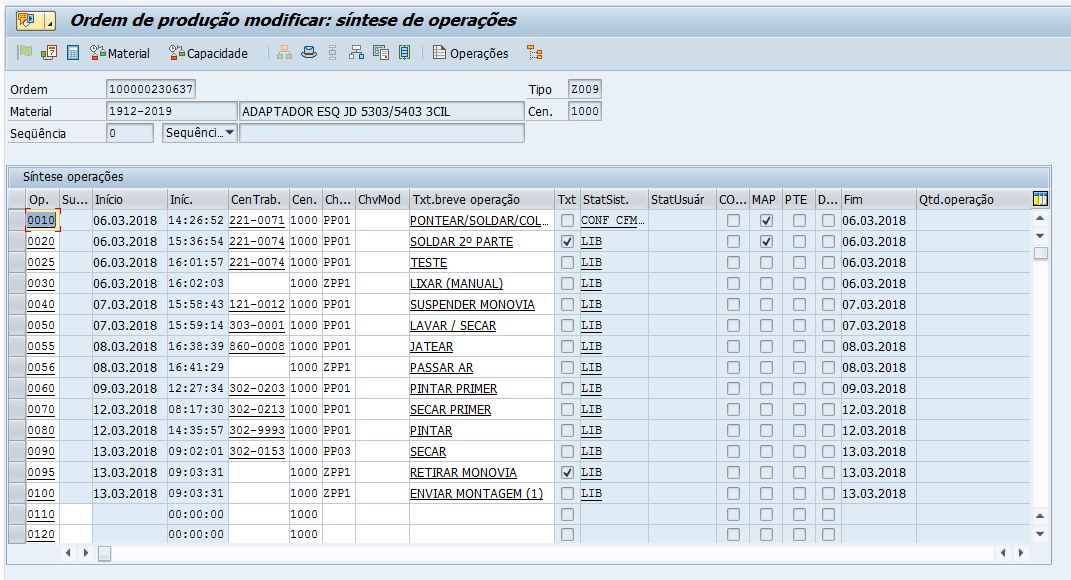 Ordem de produção modificar: síntese de operações
Material Capacidade Operações
Ordem 100000230637 Tipo Z009
Material 1912-2019 ADAPTADOR ESQ JD 5303/5403 3CIL Cen. 1000
Seqüência 0 Sequênci...
Síntese operações
Op. Su... Início Iníc. CenTrab. Cen. Ch... ChvMod Txt.breve operação Txt StatSist. StatUsuár CO... MAP PTE D... Fim Qtd.operação
0010 06.03.2018 14:26:52 221-0071 1000 PP01 PONTEAR/SOLDAR/COL... CONF CFM... 06.03.2018
0020 06.03.2018 15:36:54 221-0074 1000 PP01 SOLDAR 2º PARTE LIB 06.03.2018
0025 06.03.2018 16:01:57 221-0074 1000 PP01 TESTE LIB 06.03.2018
0030 06.03.2018 16:02:03 1000 ZPP1 LIXAR (MANUAL) LIB 06.03.2018
0040 07.03.2018 15:58:43 121-0012 1000 PP01 SUSPENDER MONOVIA LIB 07.03.2018
0050 07.03.2018 15:59:14 303-0001 1000 PP01 LAVAR / SECAR LIB 07.03.2018
0055 08.03.2018 16:38:39 860-0008 1000 PP01 JATEAR LIB 08.03.2018
0056 08.03.2018 16:41:29 1000 ZPP1 PASSAR AR LIB 08.03.2018
0060 09.03.2018 12:27:34 302-0203 1000 PP01 PINTAR PRIMER LIB 09.03.2018
0070 12.03.2018 08:17:30 302-0213 1000 PP01 SECAR PRIMER LIB 12.03.2018
0080 12.03.2018 14:35:57 302-9993 1000 PP01 PINTAR LIB 12.03.2018
0090 13.03.2018 09:02:01 302-0153 1000 PP03 SECAR LIB 13.03.2018
0095 13.03.2018 09:03:31 1000 ZPP1 RETIRAR MONOVIA LIB 13.03.2018
0100 13.03.2018 09:03:31 1000 ZPP1 ENVIAR MONTAGEM (1) LIB 13.03.2018
0110 00:00:00 1000
0120 00:00:00 1000